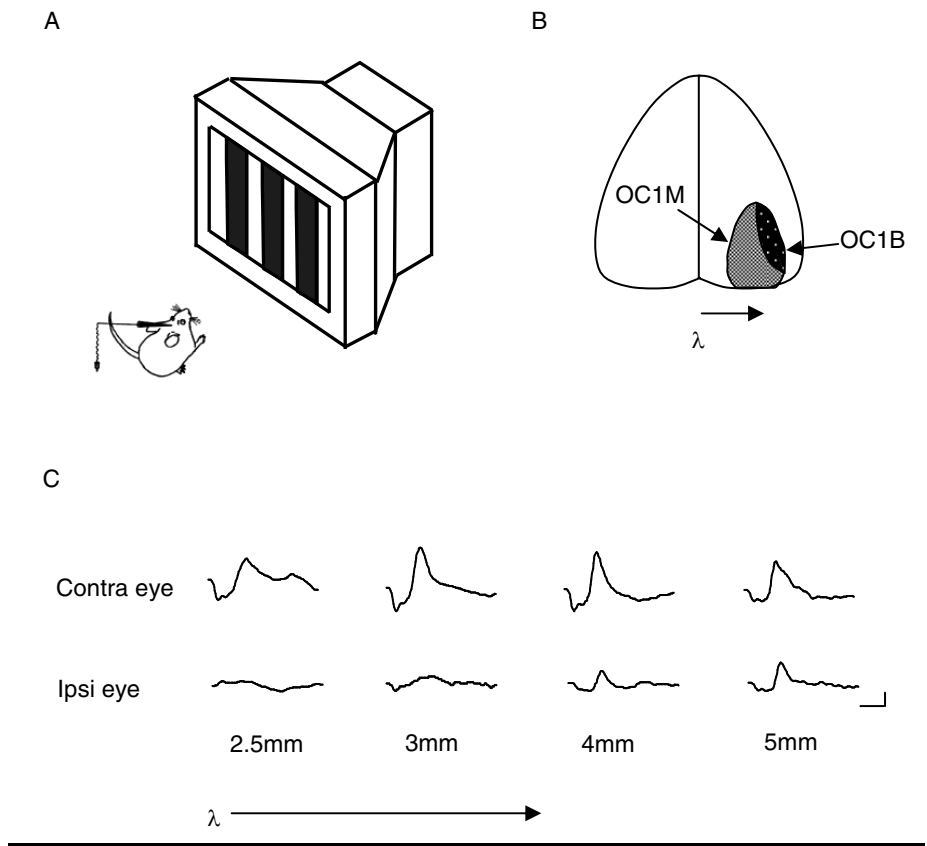 A
B
OC1M
OC1B
λ
C
Contra eye
Ipsi eye
2.5mm 3mm 4mm 5mm
λ